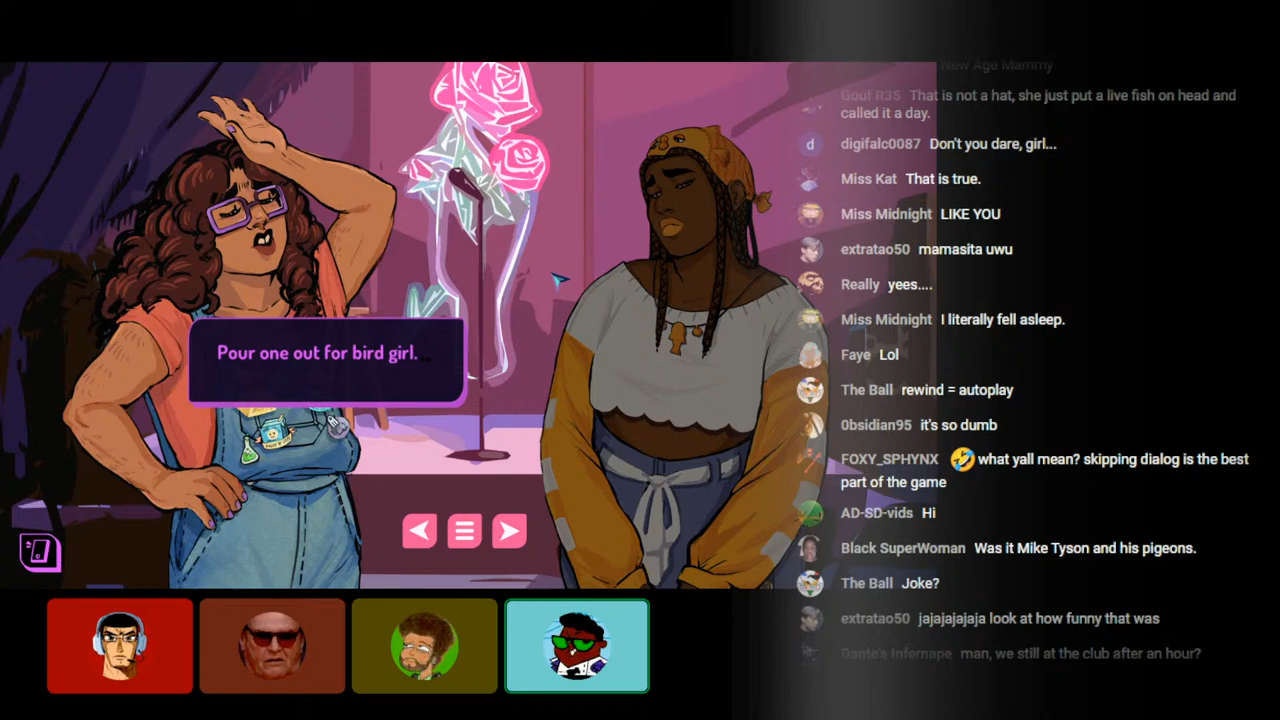 New Age Mammy
Gouf R35 That is not a hat, she just put a live fish on head and
called it a day.
d digifalc0087 Don't you dare, girl...
Miss Kat That is true.
Miss Midnight LIKE YOU
extratao50 mamasita uwu
Really yees....
Miss Midnight I literally fell asleep.
Faye Lol
The Ball rewind = autoplay
0bsidian95 it's so dumb
FOXY_SPHYNX 🤣 what yall mean? skipping dialog is the best
part of the game
AD-SD-vids Hi
Black SuperWoman Was it Mike Tyson and his pigeons.
The Ball Joke?
extratao50 jajajajajaja look at how funny that was
Dante's Infernape man, we still at the club after an hour?
Pour one out for bird girl.